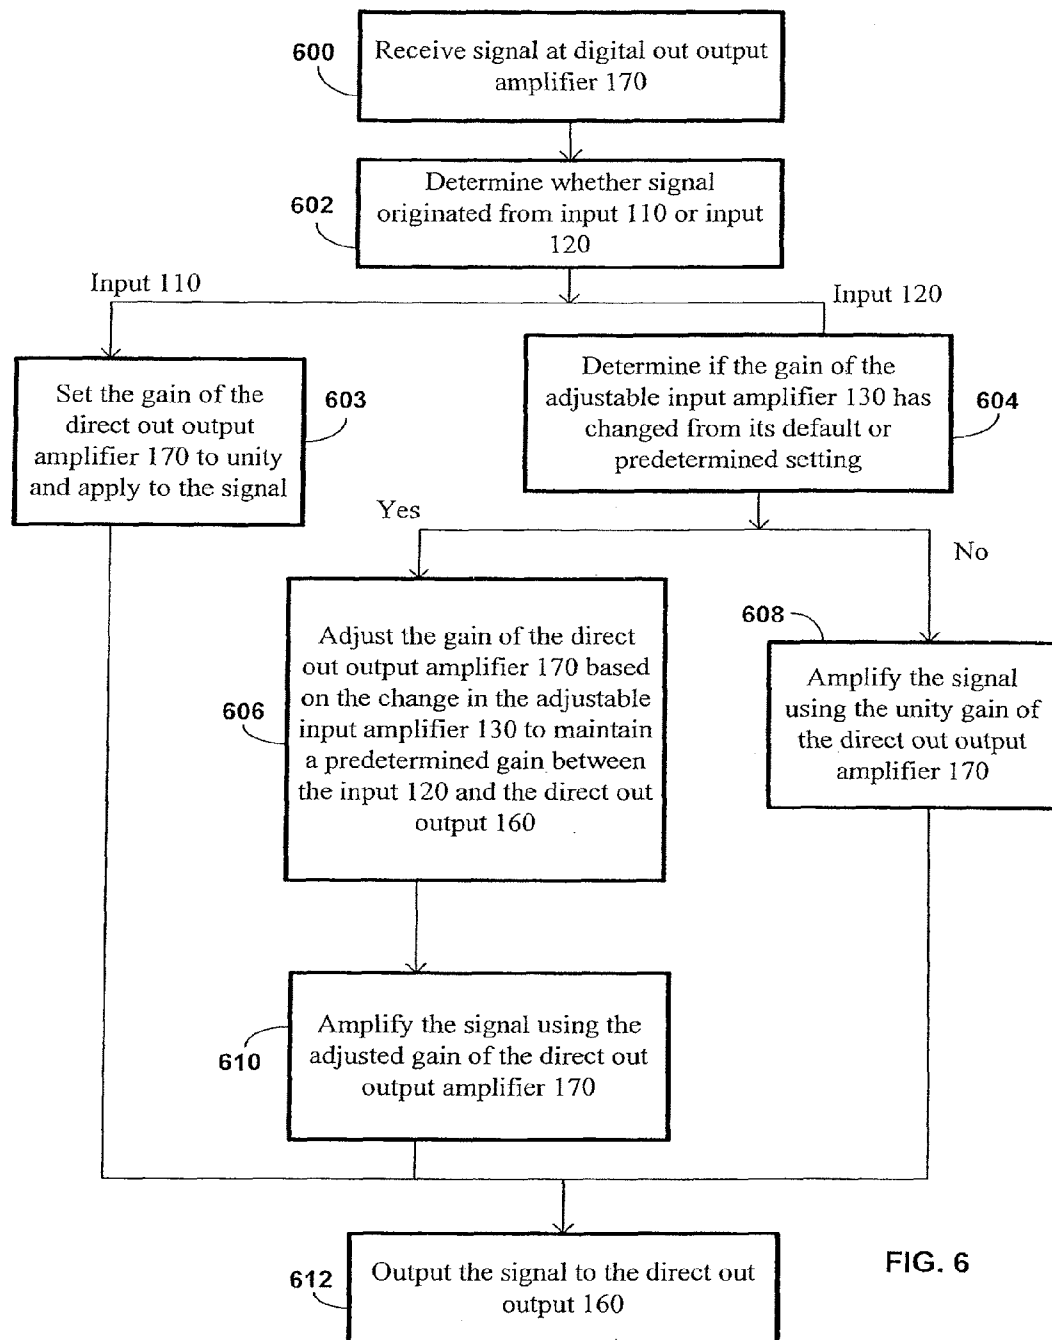 600
Receive signal at digital out output
amplifier 170
602
Determine whether signal
originated from input 110 or input
120
Input 110
Input 120
Set the gain of the
direct out output
amplifier 170 to unity
and apply to the signal
603
Determine if the gain of the
adjustable input amplifier 130 has
changed from its default or
predetermined setting
604
Yes
No
606
Adjust the gain of the direct
out output amplifier 170 based
on the change in the adjustable
input amplifier 130 to maintain
a predetermined gain between
the input 120 and the direct out
output 160
608
Amplify the signal
using the unity gain of
the direct out output
amplifier 170
610
Amplify the signal using the
adjusted gain of the direct out
output amplifier 170
612
Output the signal to the direct out
output 160
FIG. 6